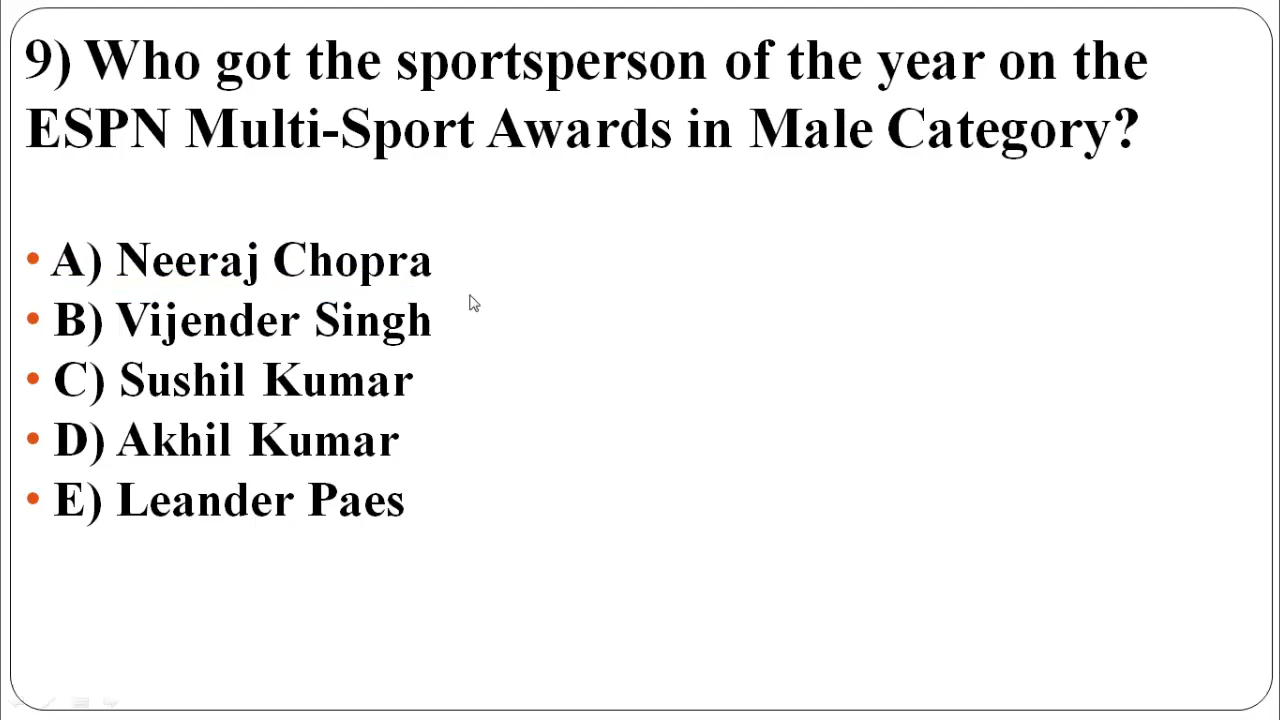 9) Who got the sportsperson of the year on the
ESPN Multi-Sport Awards in Male Category?
• A) Neeraj Chopra
• B) Vijender Singh
• C) Sushil Kumar
• D) Akhil Kumar
• E) Leander Paes